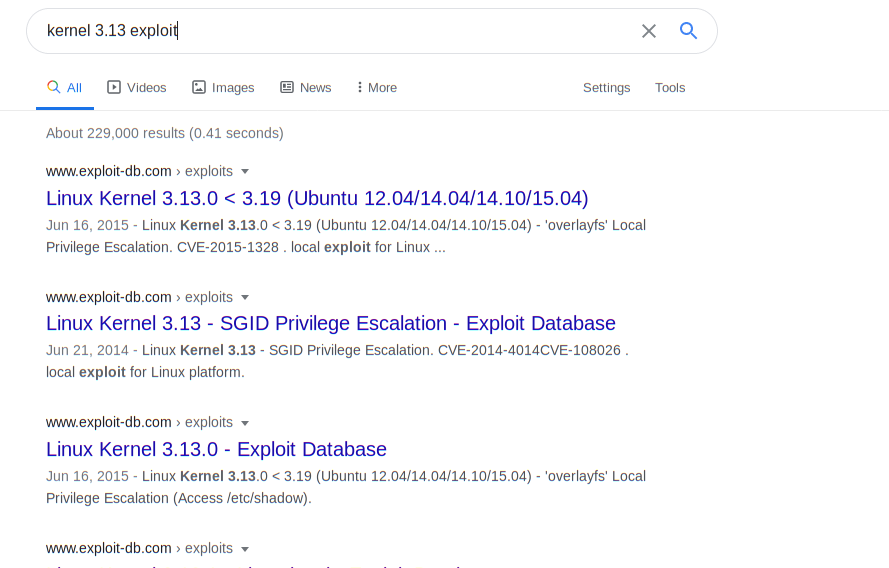 kernel 3.13 exploit
All Videos Images News More Settings Tools
About 229,000 results (0.41 seconds)
www.exploit-db.com › exploits
Linux Kernel 3.13.0 < 3.19 (Ubuntu 12.04/14.04/14.10/15.04)
Jun 16, 2015 - Linux Kernel 3.13.0 < 3.19 (Ubuntu 12.04/14.04/14.10/15.04) - 'overlayfs' Local
Privilege Escalation. CVE-2015-1328 . local exploit for Linux ...
www.exploit-db.com › exploits
Linux Kernel 3.13 - SGID Privilege Escalation - Exploit Database
Jun 21, 2014 - Linux Kernel 3.13 - SGID Privilege Escalation. CVE-2014-4014CVE-108026 .
local exploit for Linux platform.
www.exploit-db.com › exploits
Linux Kernel 3.13.0 - Exploit Database
Jun 16, 2015 - Linux Kernel 3.13.0 < 3.19 (Ubuntu 12.04/14.04/14.10/15.04) - 'overlayfs' Local
Privilege Escalation (Access /etc/shadow).
www.exploit-db.com › exploits